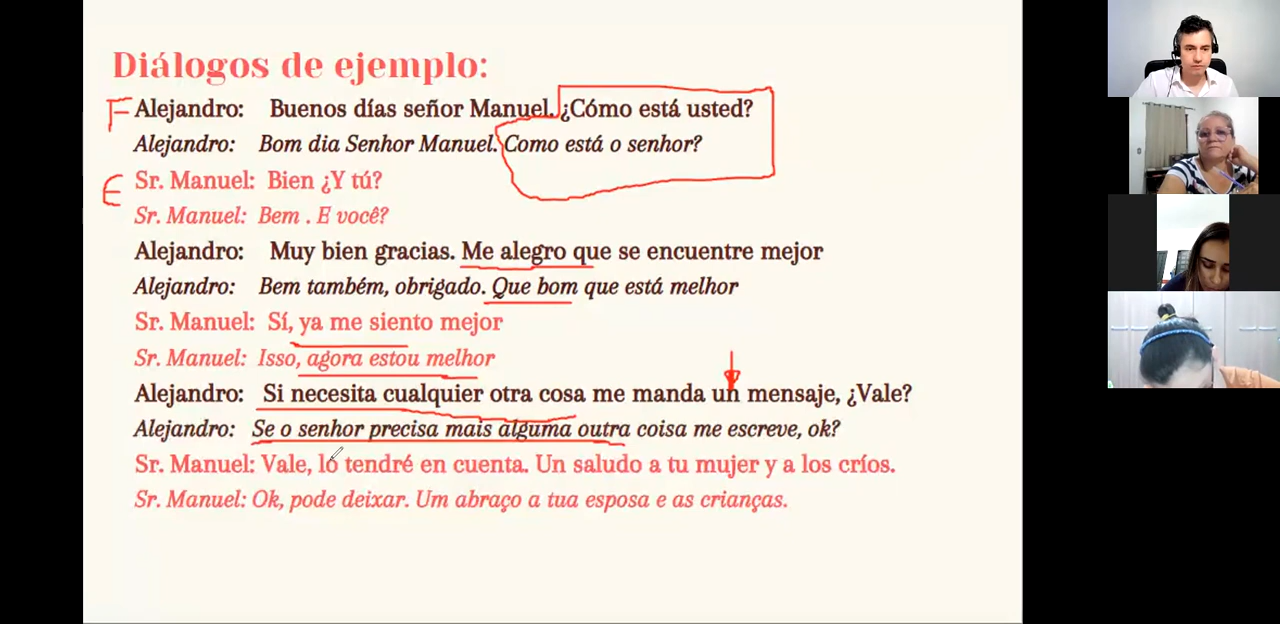 Diálogos de ejemplo:
F Alejandro: Buenos días señor Manuel. ¿Cómo está usted?
Alejandro: Bom dia Senhor Manuel. Como está o senhor?
E Sr. Manuel: Bien ¿Y tú?
Sr. Manuel: Bem . E você?
Alejandro: Muy bien gracias. Me alegro que se encuentre mejor
Alejandro: Bem também, obrigado. Que bom que está melhor
Sr. Manuel: Sí, ya me siento mejor
Sr. Manuel: Isso, agora estou melhor
Alejandro: Si necesita cualquier otra cosa me manda un mensaje, ¿Vale?
Alejandro: Se o senhor precisa mais alguma outra coisa me escreve, ok?
Sr. Manuel: Vale, lo tendré en cuenta. Un saludo a tu mujer y a los críos.
Sr. Manuel: Ok, pode deixar. Um abraço a tua esposa e as crianças.